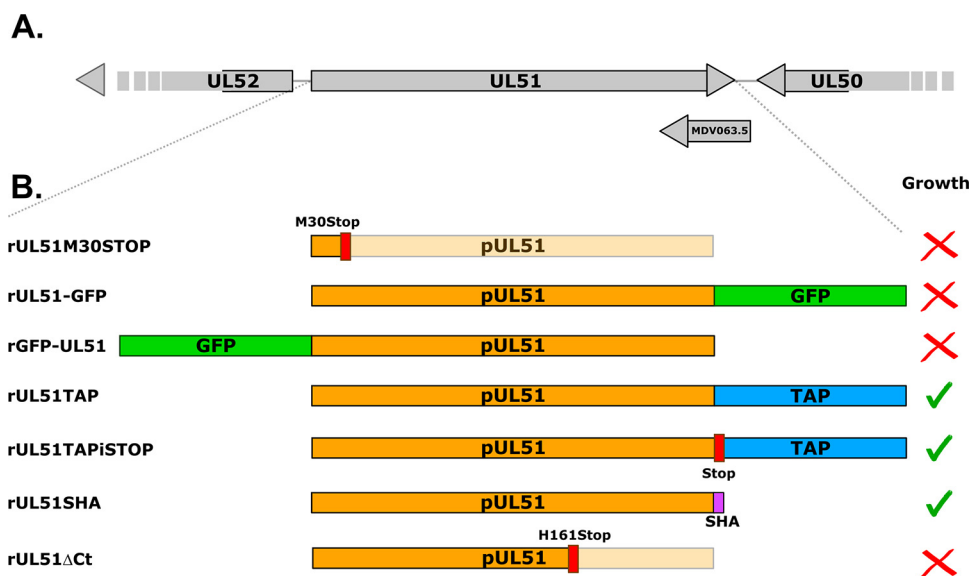 A.
UL52
UL51
UL50
MDV063.5
B.
Growth
M30Stop
rUL51M30STOP
pUL51
rUL51-GFP
pUL51
GFP
rGFP-UL51
GFP
pUL51
rUL51TAP
pUL51
TAP
rUL51TAPiSTOP
pUL51
TAP
Stop
rUL51SHA
pUL51
SHA
H161Stop
rUL51ΔCt
pUL51